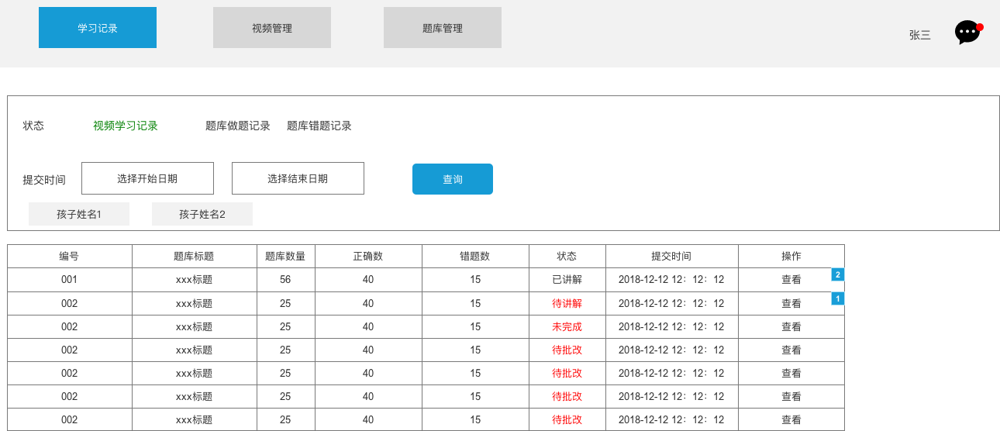 学习记录 视频管理 题库管理
张三
状态 视频学习记录 题库做题记录 题库错题记录
提交时间 选择开始日期 选择结束日期 查询
孩子姓名1 孩子姓名2
编号 题库标题 题库数量 正确数 错题数 状态 提交时间 操作
001 xxx标题 56 40 15 已讲解 2018-12-12 12：12：12 查看 2
002 xxx标题 25 40 15 待讲解 2018-12-12 12：12：12 查看 1
002 xxx标题 25 40 15 未完成 2018-12-12 12：12：12 查看
002 xxx标题 25 40 15 待批改 2018-12-12 12：12：12 查看
002 xxx标题 25 40 15 待批改 2018-12-12 12：12：12 查看
002 xxx标题 25 40 15 待批改 2018-12-12 12：12：12 查看
002 xxx标题 25 40 15 待批改 2018-12-12 12：12：12 查看